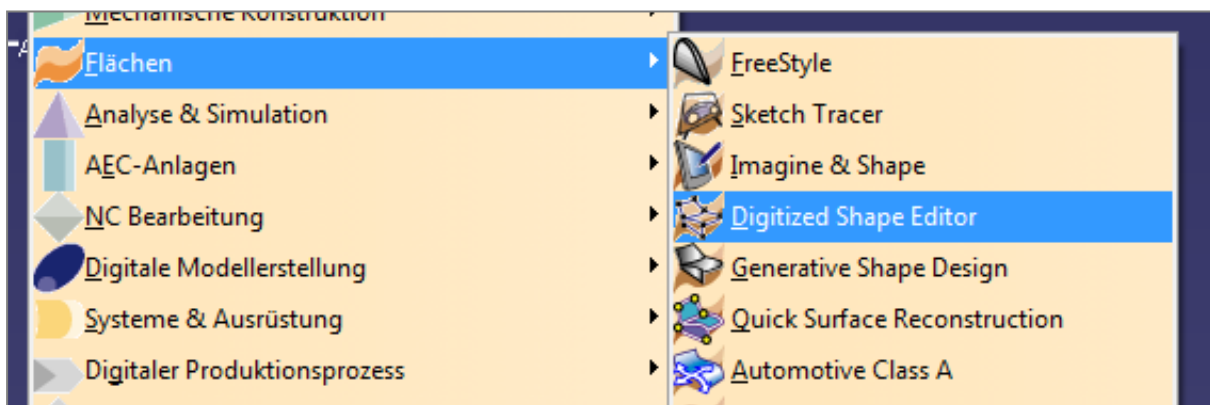 Mechanische Konstruktion
Flächen
Analyse & Simulation
AEC-Anlagen
NC Bearbeitung
Digitale Modellerstellung
Systeme & Ausrüstung
Digitaler Produktionsprozess
FreeStyle
Sketch Tracer
Imagine & Shape
Digitized Shape Editor
Generative Shape Design
Quick Surface Reconstruction
Automotive Class A